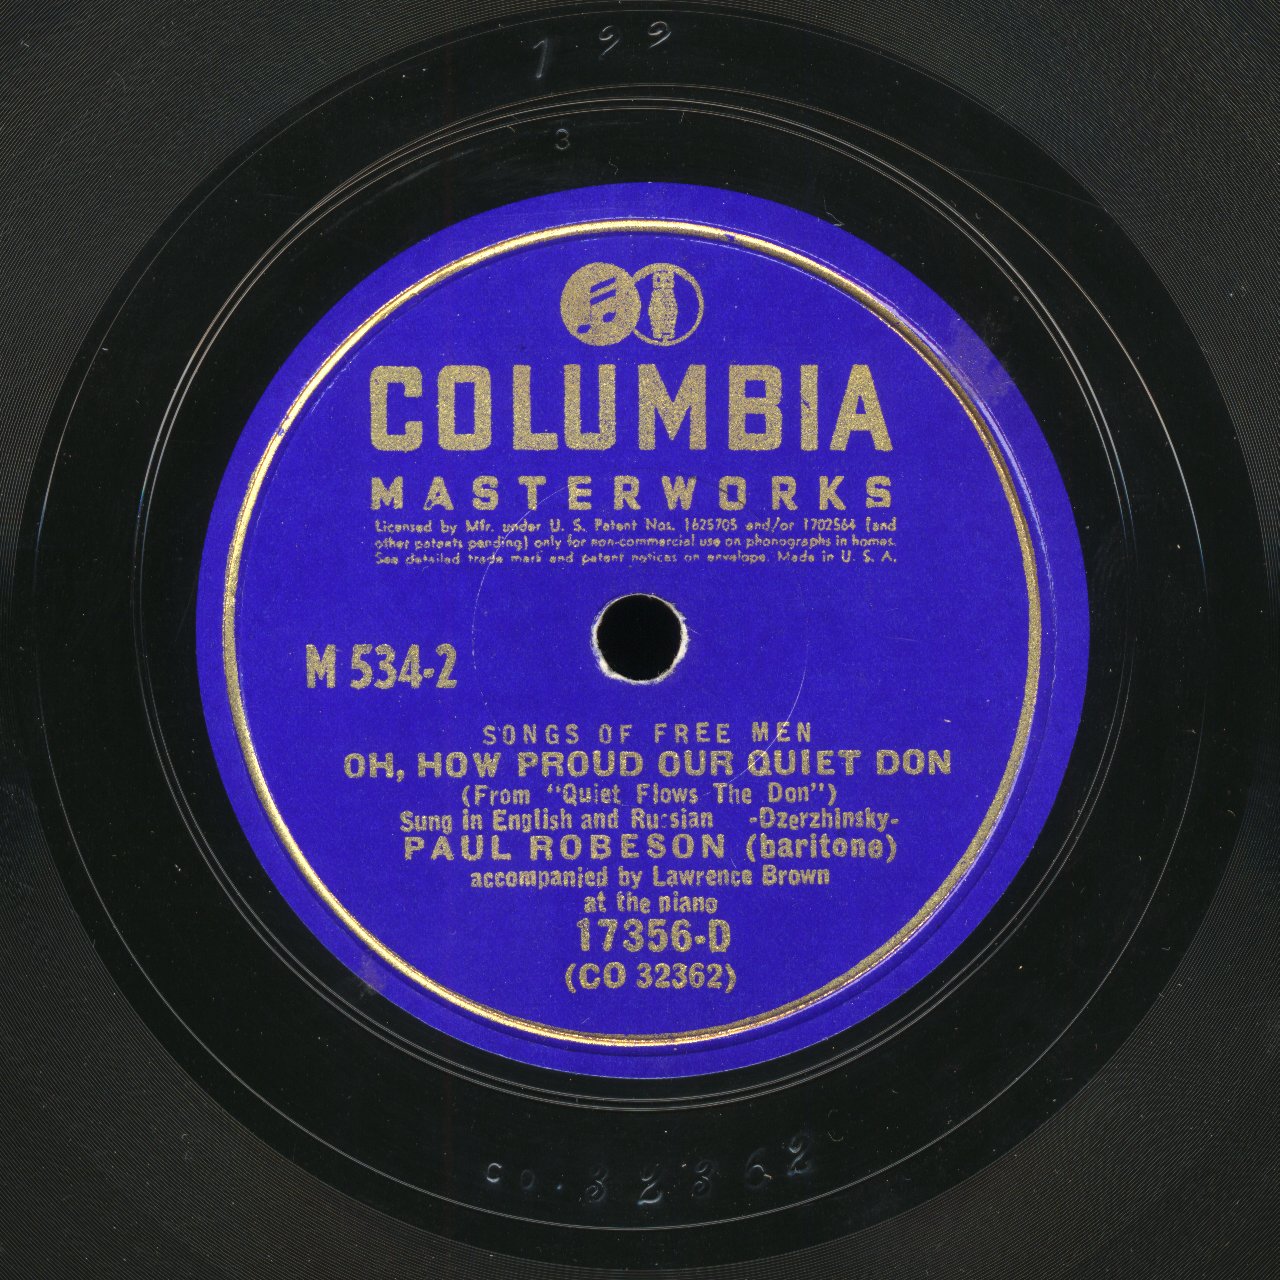 1 9 9
3
COLUMBIA
MASTERWORKS
Licensed by Mfr. under U. S. Patent Nos. 1625705 and/or 1702564 (and
other patents pending) only for non-commercial use on phonographs in homes.
See detailed trade mark and patent notices on envelope. Made in U. S. A.
M 534-2
SONGS OF FREE MEN
OH, HOW PROUD OUR QUIET DON
(From "Quiet Flows The Don")
Sung in English and Russian -Dzerzhinsky-
PAUL ROBESON (baritone)
accompanied by Lawrence Brown
at the piano
17356-D
(CO 32362)
CO. 32362